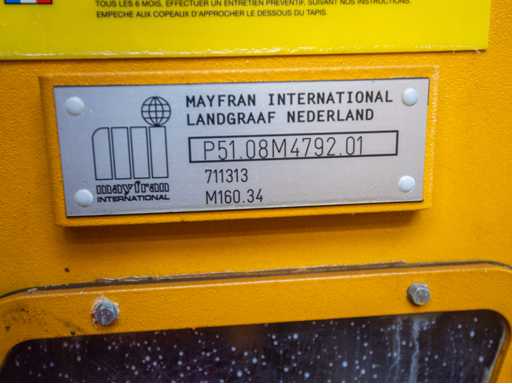 TOUS LES 6 MOIS, EFFECTUER UN ENTRETIEN PREVENTIF, SUIVANT NOS INSTRUCTIONS.
EMPECHE AUX COPEAUX D'APPROCHER LE DESSOUS DU TAPIS.
MAYFRAN INTERNATIONAL
LANDGRAAF NEDERLAND
P51.08M4792.01
711313
M160.34
mayfran
INTERNATIONAL